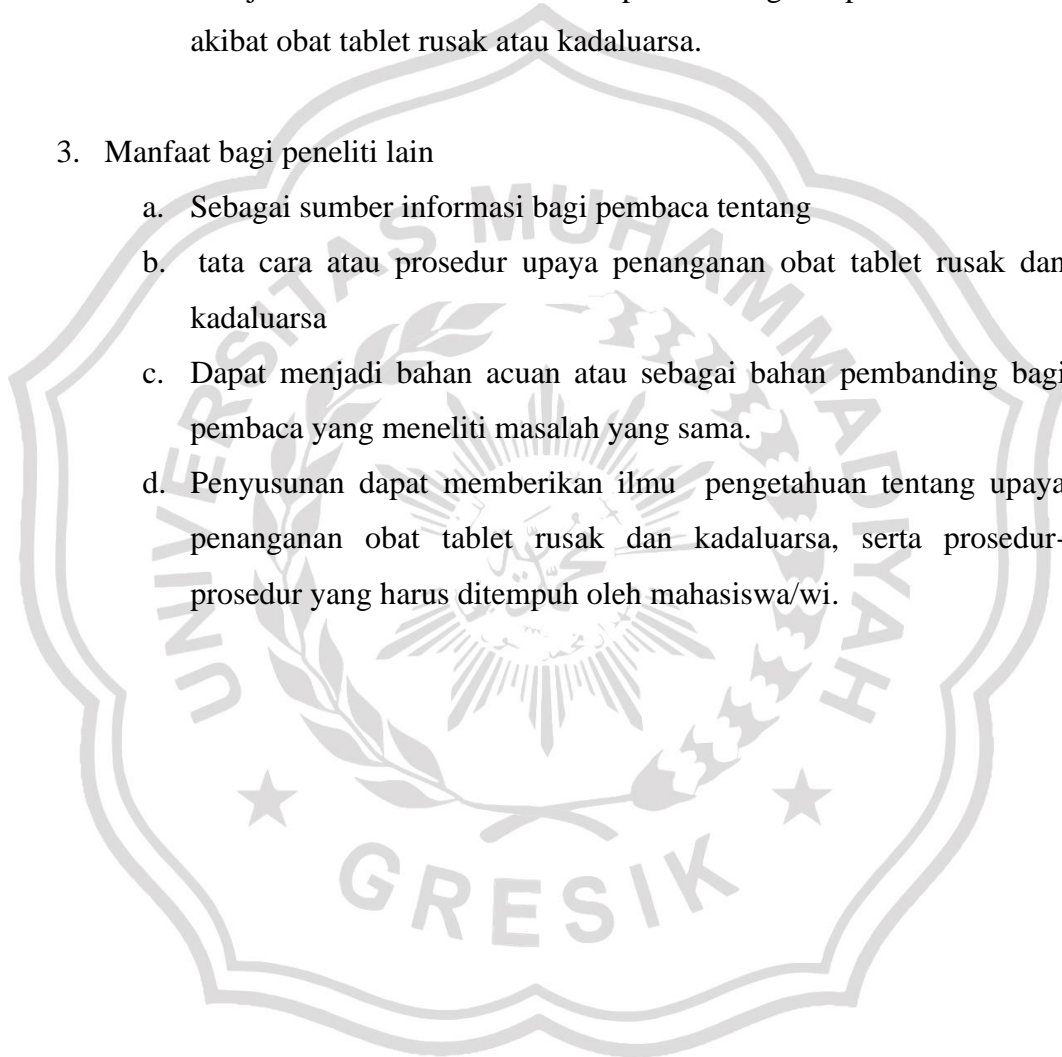 akibat obat tablet rusak atau kadaluarsa.
3. Manfaat bagi peneliti lain
a. Sebagai sumber informasi bagi pembaca tentang
b. tata cara atau prosedur upaya penanganan obat tablet rusak dan
kadaluarsa
c. Dapat menjadi bahan acuan atau sebagai bahan pembanding bagi
pembaca yang meneliti masalah yang sama.
d. Penyusunan dapat memberikan ilmu pengetahuan tentang upaya
penanganan obat tablet rusak dan kadaluarsa, serta prosedur-
prosedur yang harus ditempuh oleh mahasiswa/wi.
UNIVERSITAS MUHAMMADIYAH
GRESIK